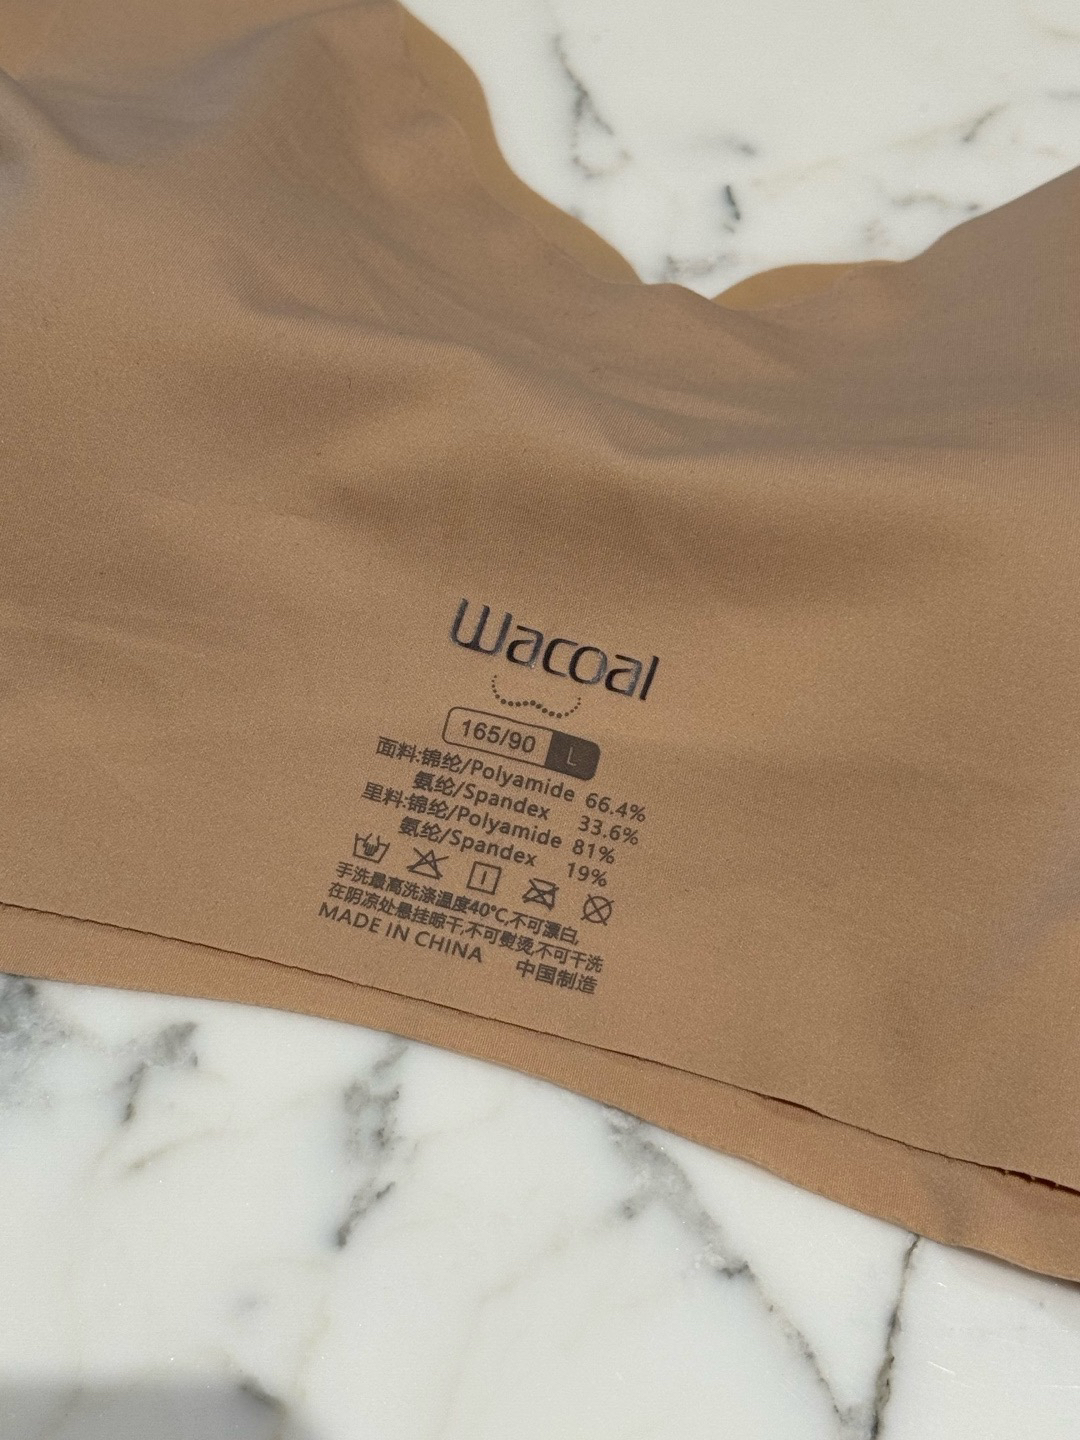 Wacoal
165/90 L
面料:锦纶/Polyamide 66.4%
氨纶/Spandex 33.6%
里料:锦纶/Polyamide 81%
氨纶/Spandex 19%
手洗最高洗涤温度40°C,不可漂白,
在阴凉处悬挂晾干,不可熨烫,不可干洗
MADE IN CHINA 中国制造